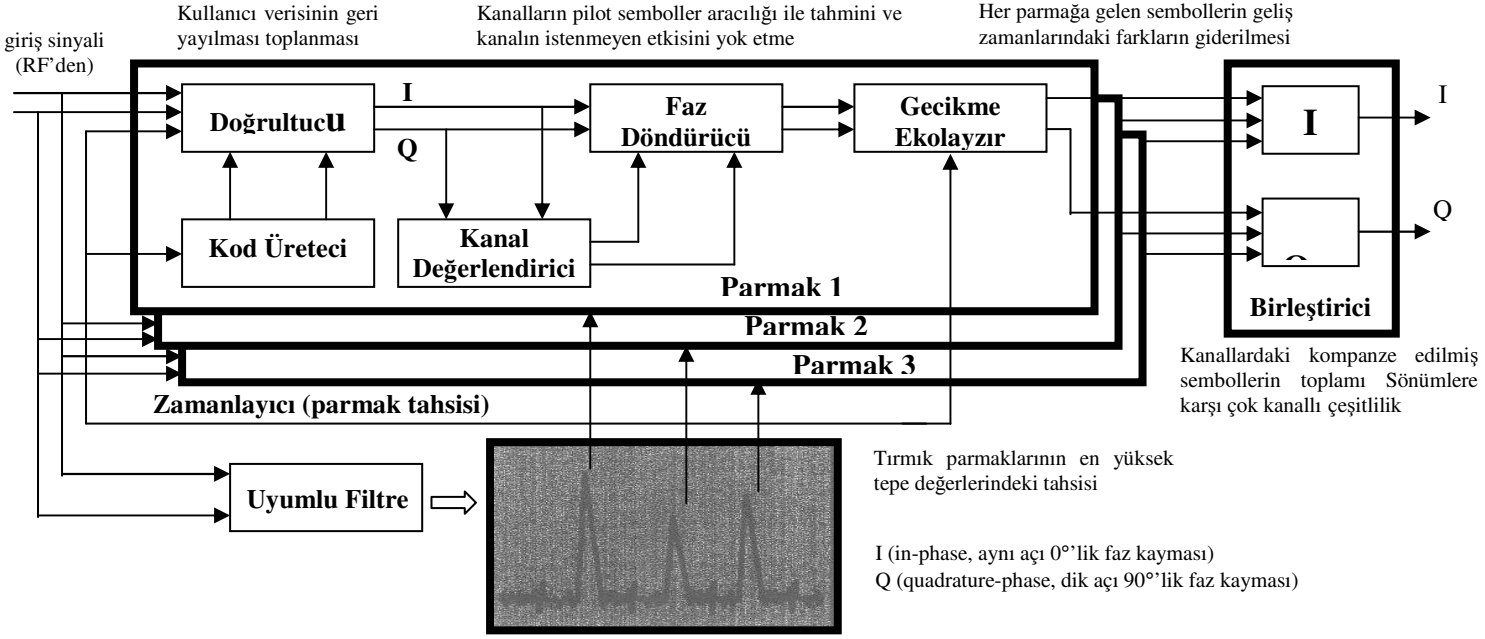 Kullanıcı verisinin geri
yayılması toplanması
Kanalların pilot semboller aracılığı ile tahmini ve
kanalın istenmeyen etkisini yok etme
Her parmağa gelen sembollerin geliş
zamanlarındaki farkların giderilmesi
giriş sinyali
(RF’den)
Doğrultucu
I
Q
Faz
Döndürücü
Gecikme
Ekolayzır
Kod Üreteci
Kanal
Değerlendirici
Parmak 1
Parmak 2
Parmak 3
I
I
Q
Birleştirici
Kanallardaki kompanze edilmiş
sembollerin toplamı Sönümlere
karşı çok kanallı çeşitlilik
Zamanlayıcı (parmak tahsisi)
Uyumlu Filtre
Tırmık parmaklarının en yüksek
tepe değerlerindeki tahsisi
I (in-phase, aynı açı 0°’lik faz kayması)
Q (quadrature-phase, dik açı 90°’lik faz kayması)